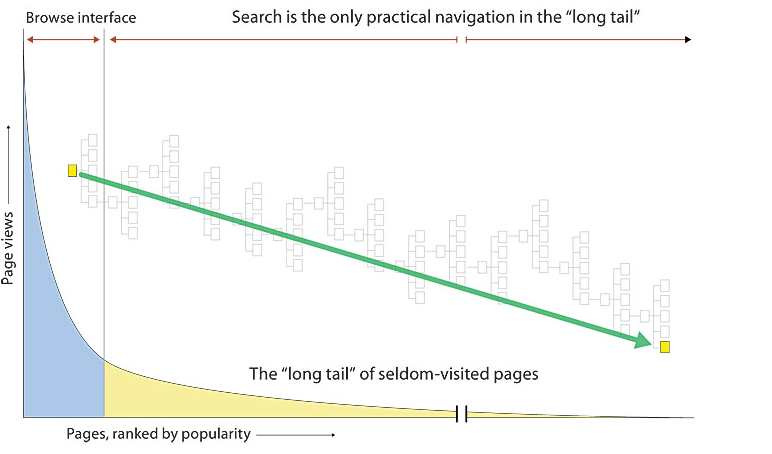 Browse interface
Search is the only practical navigation in the “long tail”
Page views
The “long tail” of seldom-visited pages
Pages, ranked by popularity